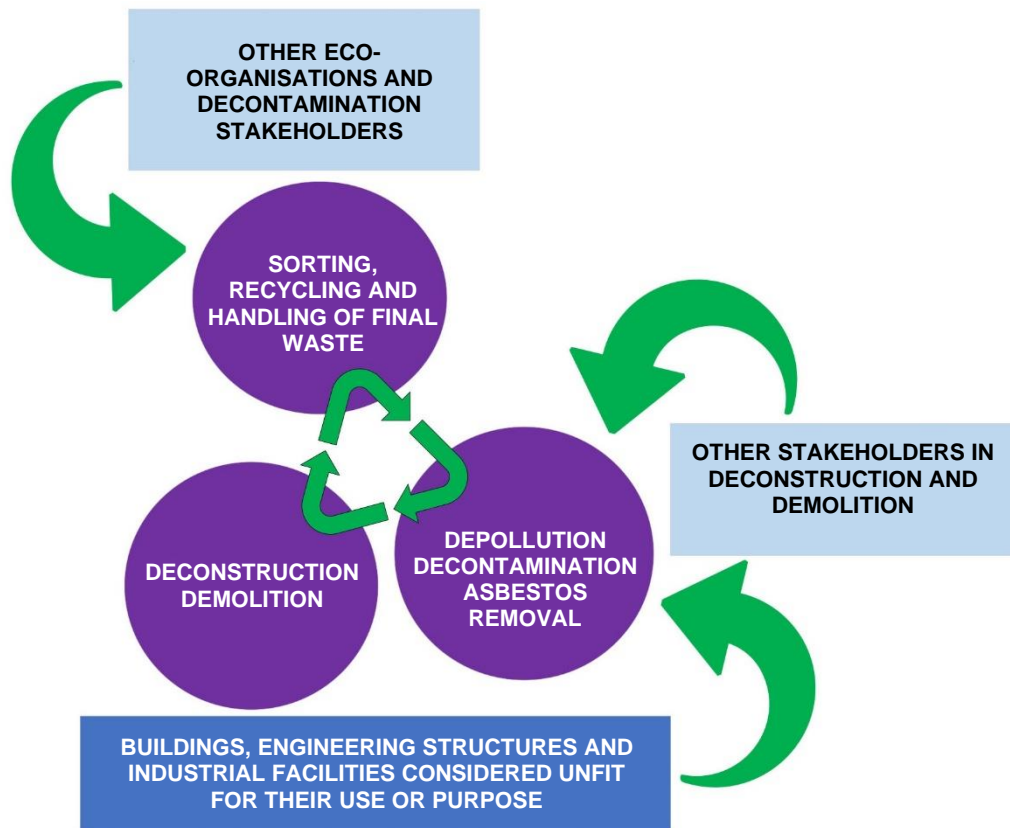 OTHER ECO-
ORGANISATIONS AND
DECONTAMINATION
STAKEHOLDERS
SORTING,
RECYCLING AND
HANDLING OF FINAL
WASTE
OTHER STAKEHOLDERS IN
DECONSTRUCTION AND
DEMOLITION
DEPOLLUTION
DECONTAMINATION
ASBESTOS
REMOVAL
DECONSTRUCTION
DEMOLITION
BUILDINGS, ENGINEERING STRUCTURES AND
INDUSTRIAL FACILITIES CONSIDERED UNFIT
FOR THEIR USE OR PURPOSE